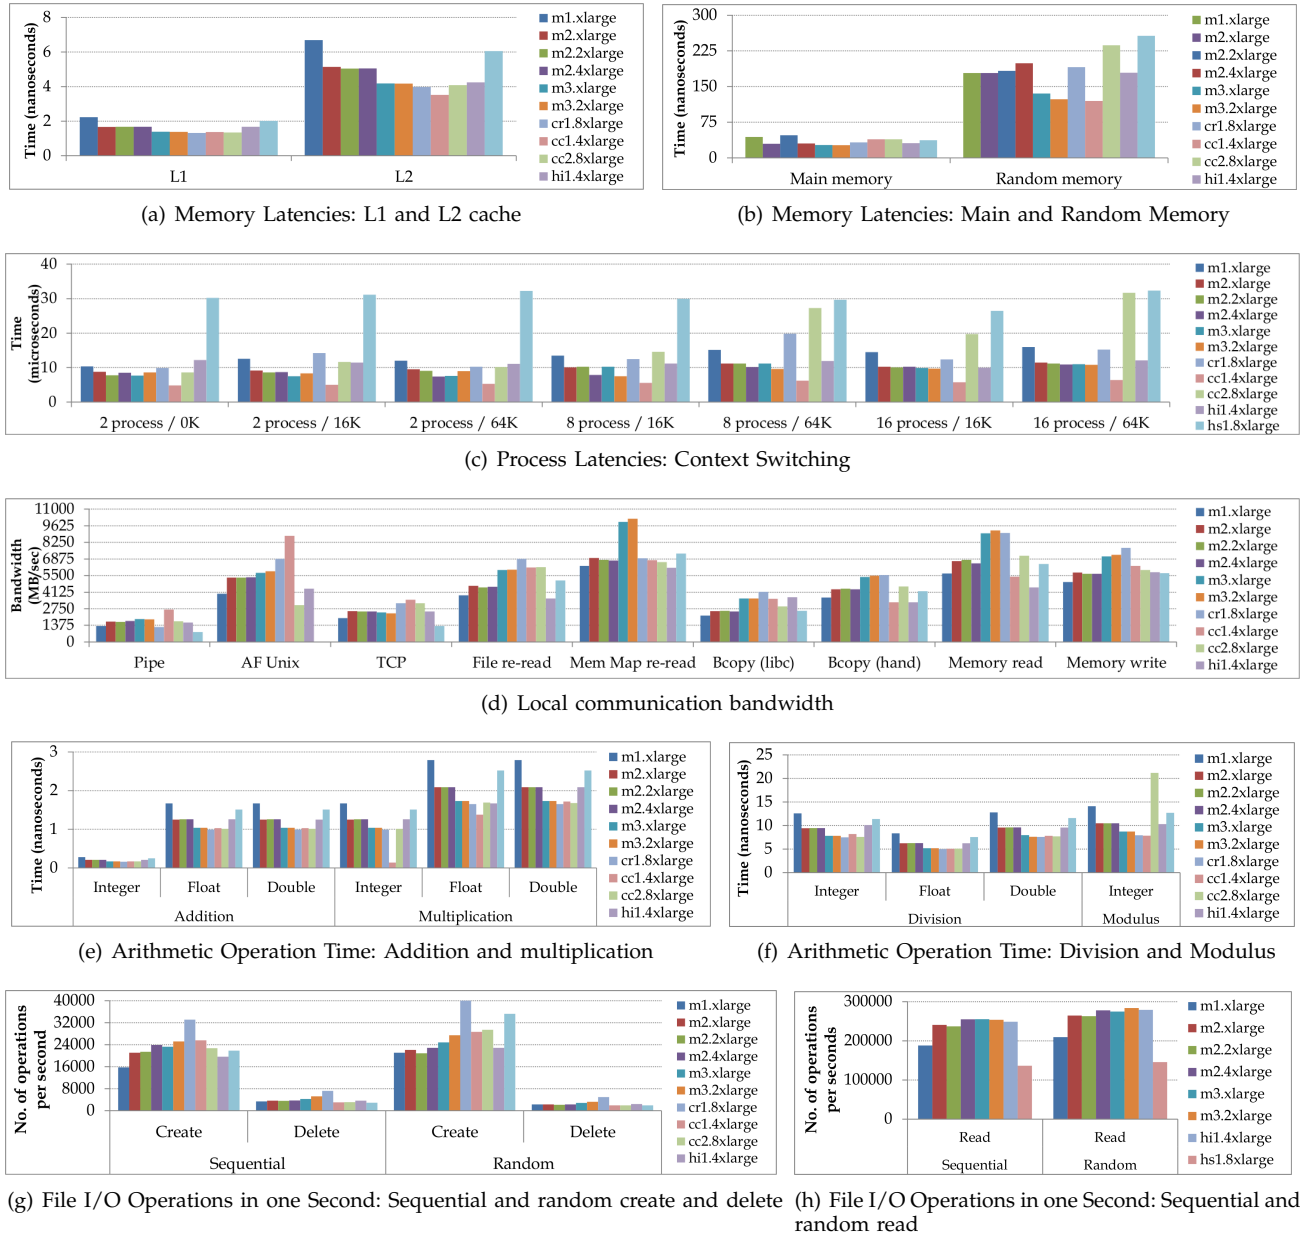 Time (nanoseconds)
8
6
4
2
0
L1
L2
m1.xlarge
m2.xlarge
m2.2xlarge
m2.4xlarge
m3.xlarge
m3.2xlarge
cr1.8xlarge
cc1.4xlarge
cc2.8xlarge
hi1.4xlarge
(a) Memory Latencies: L1 and L2 cache
Time (nanoseconds)
300
225
150
75
0
Main memory
Random memory
m1.xlarge
m2.xlarge
m2.2xlarge
m2.4xlarge
m3.xlarge
m3.2xlarge
cr1.8xlarge
cc1.4xlarge
cc2.8xlarge
hi1.4xlarge
(b) Memory Latencies: Main and Random Memory
Time
(microseconds)
40
30
20
10
0
2 process / 0K
2 process / 16K
2 process / 64K
8 process / 16K
8 process / 64K
16 process / 16K
16 process / 64K
m1.xlarge
m2.xlarge
m2.2xlarge
m2.4xlarge
m3.xlarge
m3.2xlarge
cr1.8xlarge
cc1.4xlarge
cc2.8xlarge
hi1.4xlarge
hs1.8xlarge
(c) Process Latencies: Context Switching
Bandwidth
(MB/sec)
11000
9625
8250
6875
5500
4125
2750
1375
0
Pipe
AF Unix
TCP
File re-read
Mem Map re-read
Bcopy (libc)
Bcopy (hand)
Memory read
Memory write
m1.xlarge
m2.xlarge
m2.2xlarge
m2.4xlarge
m3.xlarge
m3.2xlarge
cr1.8xlarge
cc1.4xlarge
cc2.8xlarge
hi1.4xlarge
(d) Local communication bandwidth
Time (nanoseconds)
3
2
1
0
Integer
Float
Double
Integer
Float
Double
Addition
Multiplication
m1.xlarge
m2.xlarge
m2.2xlarge
m2.4xlarge
m3.xlarge
m3.2xlarge
cr1.8xlarge
cc1.4xlarge
cc2.8xlarge
hi1.4xlarge
(e) Arithmetic Operation Time: Addition and multiplication
Time (nanoseconds)
25
20
15
10
5
0
Integer
Float
Double
Integer
Division
Modulus
m1.xlarge
m2.xlarge
m2.2xlarge
m2.4xlarge
m3.xlarge
m3.2xlarge
cr1.8xlarge
cc1.4xlarge
cc2.8xlarge
hi1.4xlarge
(f) Arithmetic Operation Time: Division and Modulus
No. of operations
per second
40000
32000
24000
16000
8000
0
Create
Delete
Create
Delete
Sequential
Random
m1.xlarge
m2.xlarge
m2.2xlarge
m2.4xlarge
m3.xlarge
m3.2xlarge
cr1.8xlarge
cc1.4xlarge
cc2.8xlarge
hi1.4xlarge
(g) File I/O Operations in one Second: Sequential and random create and delete
No. of operations
per seconds
300000
200000
100000
0
Read
Read
Sequential
Random
m1.xlarge
m2.xlarge
m2.2xlarge
m2.4xlarge
m3.xlarge
m3.2xlarge
hi1.4xlarge
hs1.8xlarge
(h) File I/O Operations in one Second: Sequential and
random read